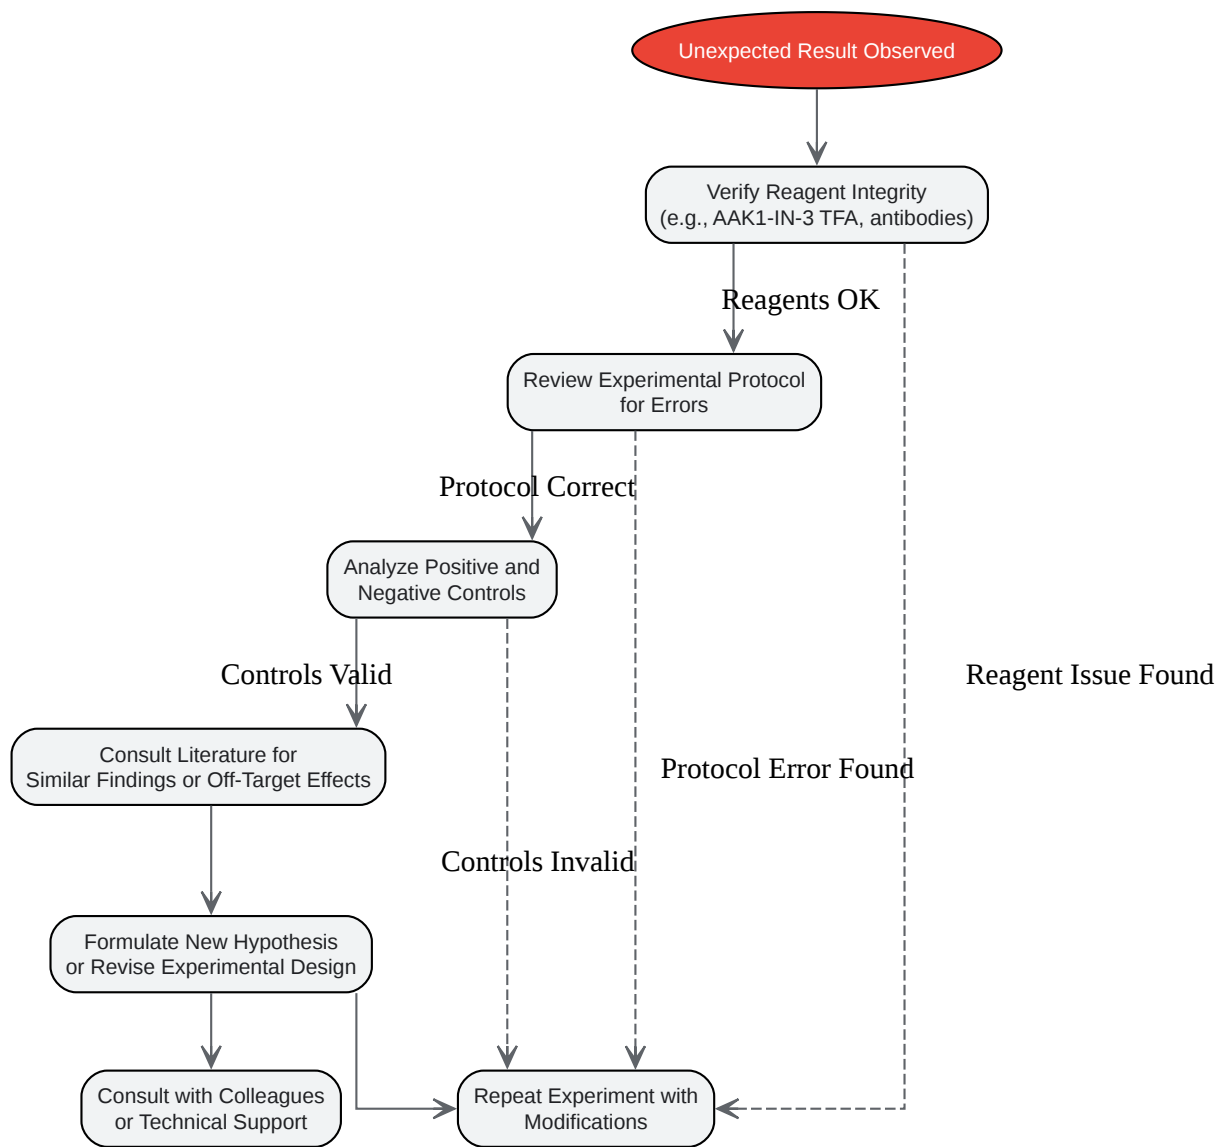 Unexpected Result Observed
Verify Reagent Integrity
(e.g., AAK1-IN-3 TFA, antibodies)
Reagents OK
Review Experimental Protocol
for Errors
Protocol Correct
Analyze Positive and
Negative Controls
Controls Valid
Reagent Issue Found
Consult Literature for
Similar Findings or Off-Target Effects
Protocol Error Found
Controls Invalid
Formulate New Hypothesis
or Revise Experimental Design
Consult with Colleagues
or Technical Support
Repeat Experiment with
Modifications